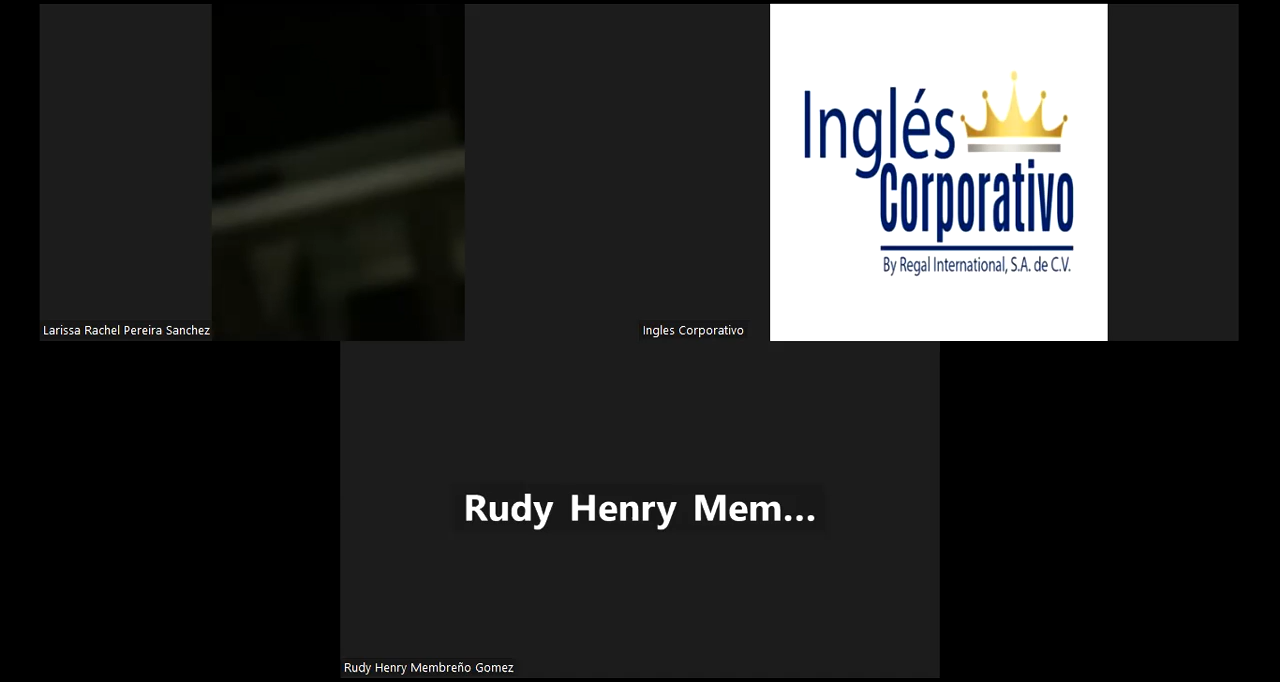 Inglés
Corporativo
By Regal International, S.A. de C.V.
Larissa Rachel Pereira Sanchez
Ingles Corporativo
Rudy Henry Mem...
Rudy Henry Membreño Gomez